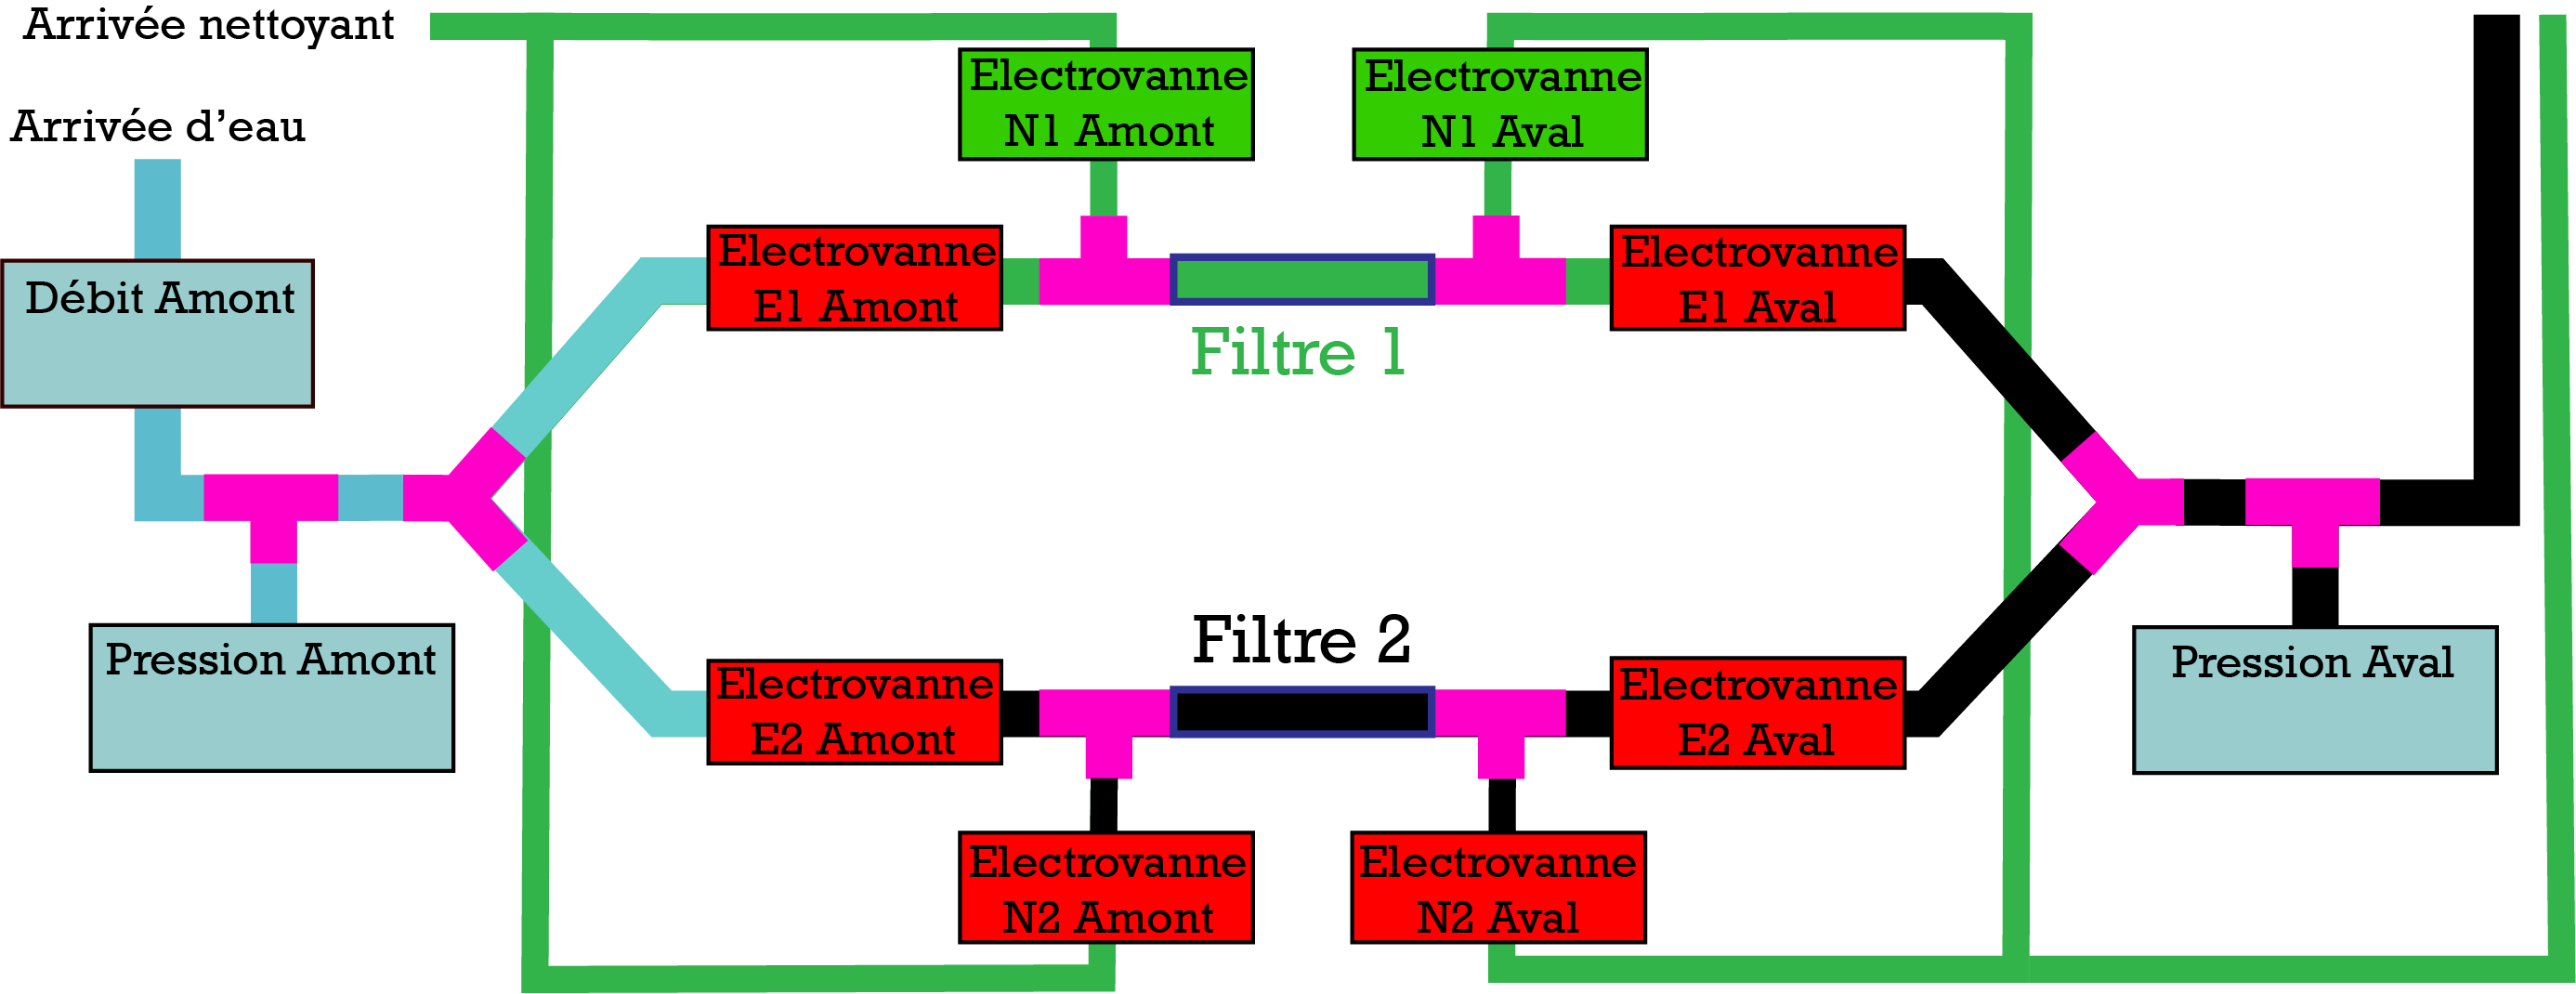 Arrivée nettoyant
Arrivée d’eau
Electrovanne
N1 Amont
Electrovanne
N1 Aval
Débit Amont
Electrovanne
E1 Amont
Electrovanne
E1 Aval
Filtre 1
Pression Amont
Filtre 2
Pression Aval
Electrovanne
E2 Amont
Electrovanne
E2 Aval
Electrovanne
N2 Amont
Electrovanne
N2 Aval